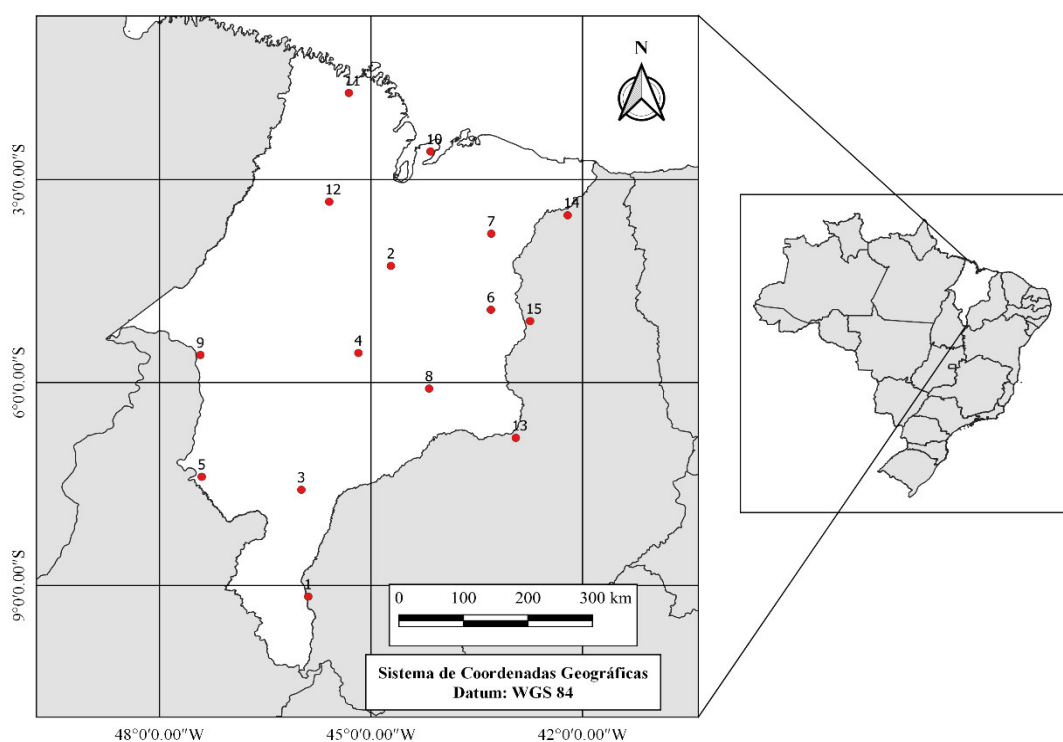 N
11
10
3°0'0.00"S
12
14
7
2
6
15
9
4
6°0'0.00"S
8
13
5
3
9°0'0.00"S
1
0 100 200 300 km
Sistema de Coordenadas Geográficas
Datum: WGS 84
48°0'0.00"W 45°0'0.00"W 42°0'0.00"W